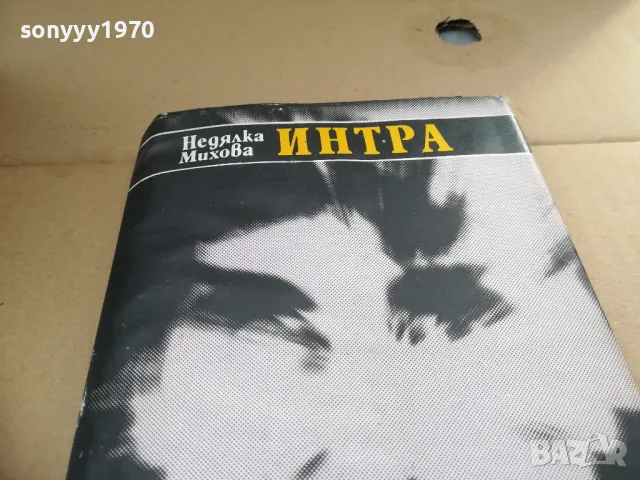 sonyyy1970
Недялка
Михова
ИНТРА
BAZAR